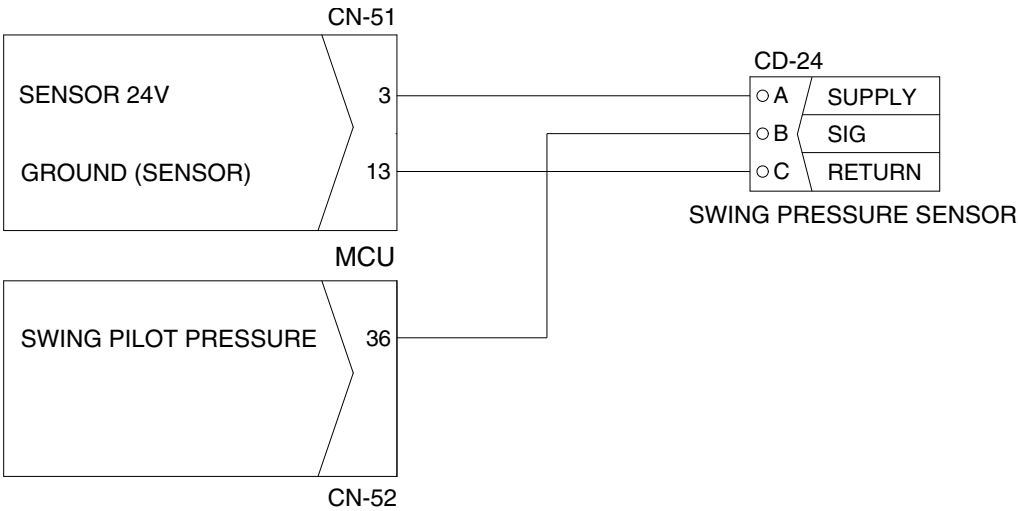 CN-51
SENSOR 24V 3
GROUND (SENSOR) 13
MCU
SWING PILOT PRESSURE 36
CN-52
CD-24
A SUPPLY
B SIG
C RETURN
SWING PRESSURE SENSOR